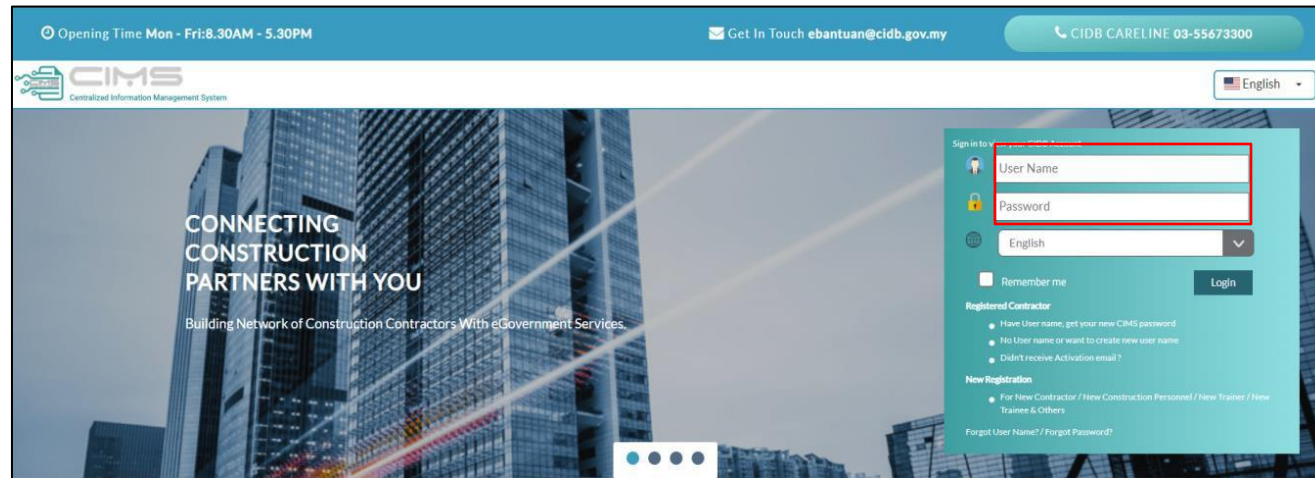 Opening Time Mon - Fri:8.30AM - 5.30PM
Get In Touch ebantuan@cidb.gov.my
CIDB CARELINE 03-55673300
CIMS
Centralized Information Management System
English
CONNECTING
CONSTRUCTION
PARTNERS WITH YOU
Building Network of Construction Contractors With eGovernment Services.
Sign in to view your CIDB Account
User Name
Password
English
Remember me
Login
Registered Contractor
Have User name, get your new CIMS password
No User name or want to create new user name
Didn't receive Activation email ?
New Registration
For New Contractor / New Construction Personnel / New Trainer / New
Trainee & Others
Forgot User Name? / Forgot Password?